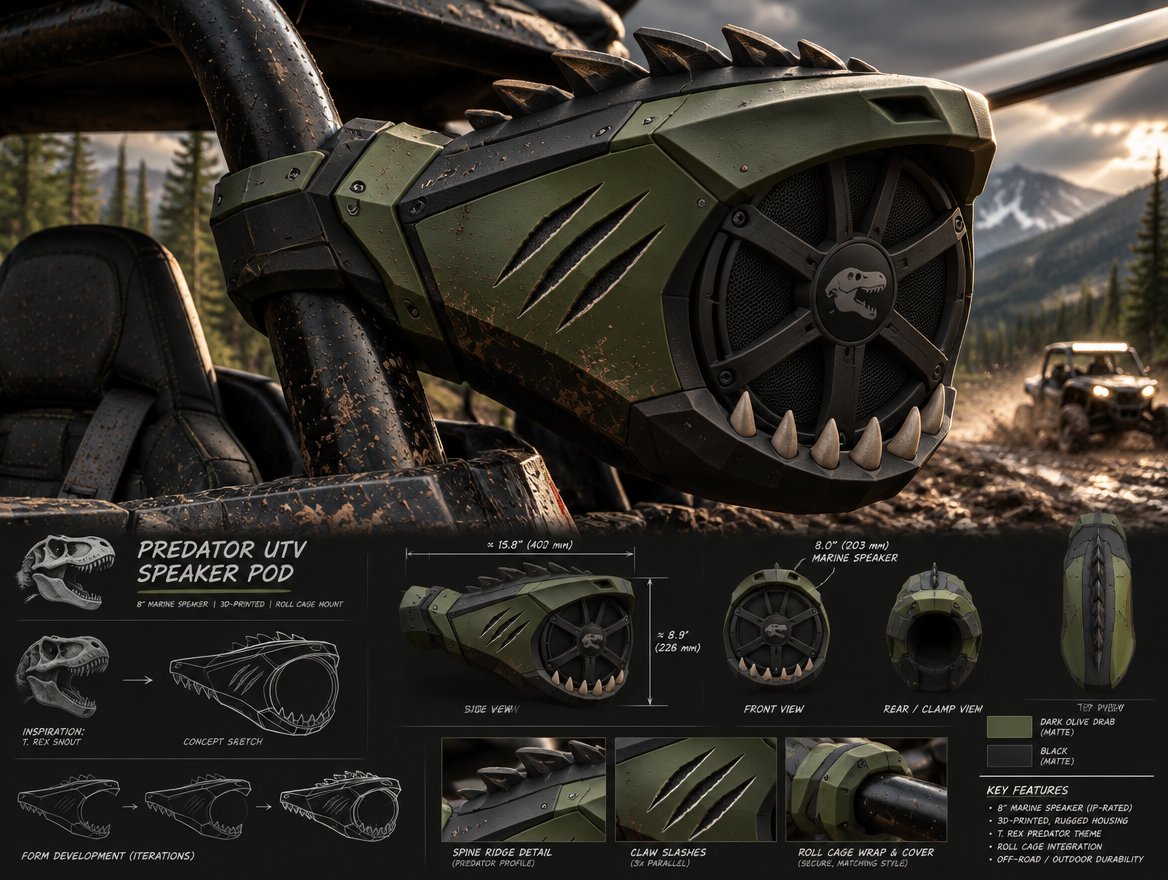 PREDATOR UTV
SPEAKER POD
8" MARINE SPEAKER | 3D-PRINTED | ROLL CAGE MOUNT
INSPIRATION:
T. REX SNOUT
CONCEPT SKETCH
FORM DEVELOPMENT (ITERATIONS)
≈ 15.8" (402 mm)
≈ 8.9"
(226 mm)
SIDE VIEW
8.0" (203 mm)
MARINE SPEAKER
FRONT VIEW
REAR / CLAMP VIEW
DARK OLIVE DRAB
(MATTE)
BLACK
(MATTE)
SPINE RIDGE DETAIL
(PREDATOR PROFILE)
CLAW SLASHES
(3x PARALLEL)
ROLL CAGE WRAP & COVER
(SECURE, MATCHING STYLE)
KEY FEATURES
• 8" MARINE SPEAKER (IP-RATED)
• 3D-PRINTED, RUGGED HOUSING
• T. REX PREDATOR THEME
• ROLL CAGE INTEGRATION
• OFF-ROAD / OUTDOOR DURABILITY